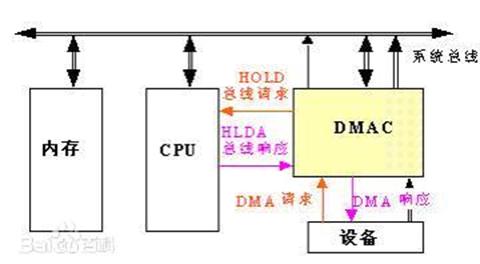 系统总线
HOLD
总线请求
内存
CPU
HLDA
总线响应
DMAC
DMA 请求
DMA 响应
设备
Baidu百科